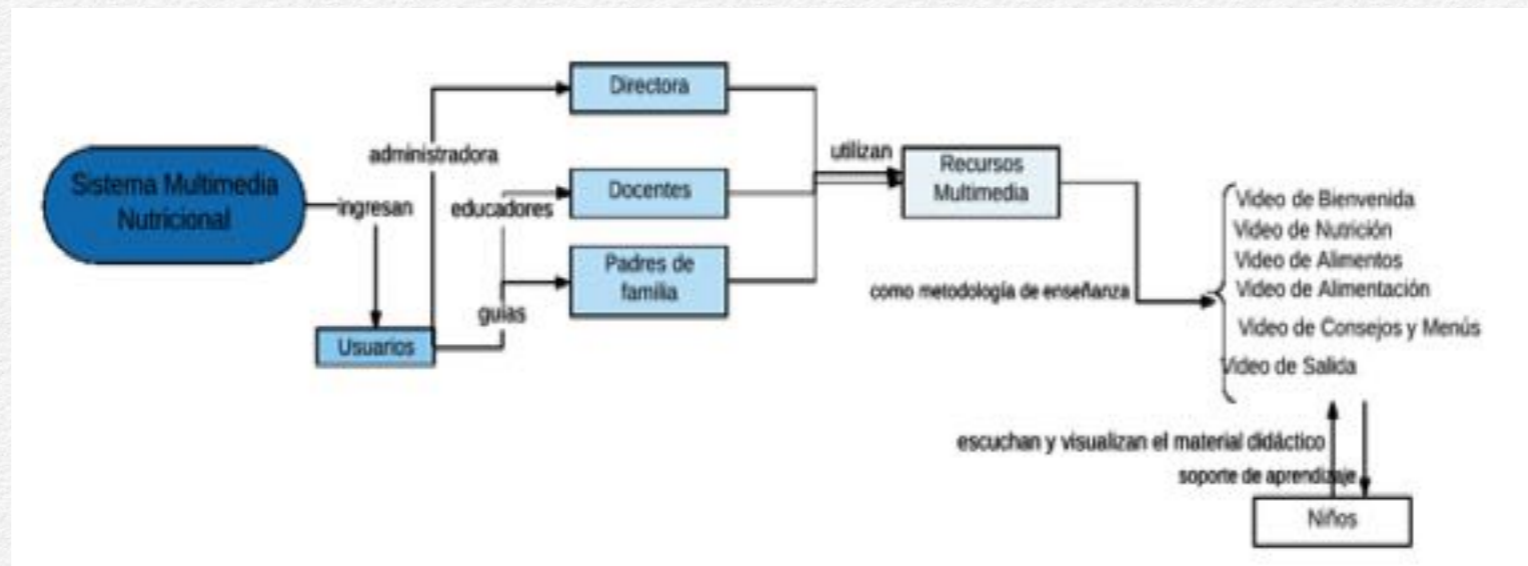 Sistema Multimedia
Nutricional
ingresan
Usuarios
administradora
educadores
guías
Directora
Docentes
Padres de
familia
utilizan
Recursos
Multimedia
como metodología de enseñanza
Video de Bienvenida
Video de Nutrición
Video de Alimentos
Video de Alimentación
Video de Consejos y Menús
Video de Salida
escuchan y visualizan el material didáctico
soporte de aprendizaje
Niños